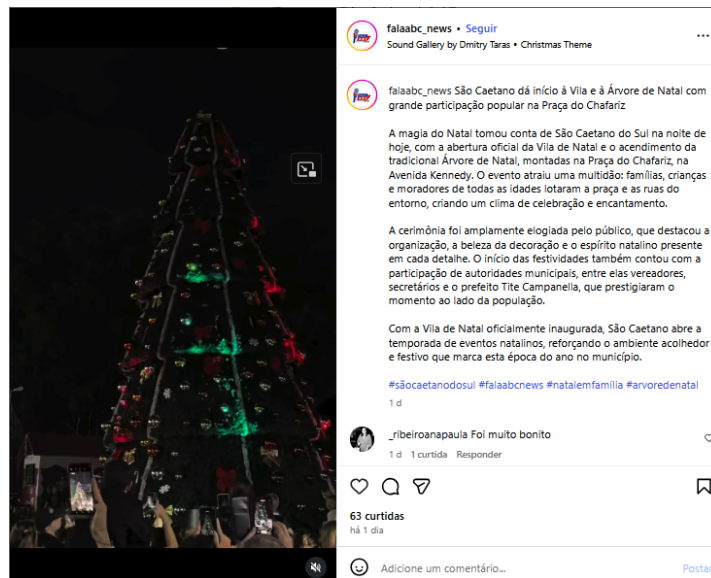 falaabc_news • Seguir
Sound Gallery by Dmitry Taras • Christmas Theme
falaabc_news São Caetano dá início à Vila e à Árvore de Natal com
grande participação popular na Praça do Chafariz
A magia do Natal tomou conta de São Caetano do Sul na noite de
hoje, com a abertura oficial da Vila de Natal e o acendimento da
tradicional Árvore de Natal, montadas na Praça do Chafariz, na
Avenida Kennedy. O evento atraiu uma multidão: famílias, crianças
e moradores de todas as idades lotaram a praça e as ruas do
entorno, criando um clima de celebração e encantamento.
A cerimônia foi amplamente elogiada pelo público, que destacou a
organização, a beleza da decoração e o espírito natalino presente
em cada detalhe. O início das festividades também contou com a
participação de autoridades municipais, entre elas vereadores,
secretários e o prefeito Tite Campanella, que prestigiaram o
momento ao lado da população.
Com a Vila de Natal oficialmente inaugurada, São Caetano abre a
temporada de eventos natalinos, reforçando o ambiente acolhedor
e festivo que marca esta época do ano no município.
#sãocaetanodosul #falaabcnews #natalemfamilia #arvoredenatal
1 d
_ribeiroanapaula Foi muito bonito
1 d 1 curtida Responder
63 curtidas
há 1 dia
Adicione um comentário... Postar